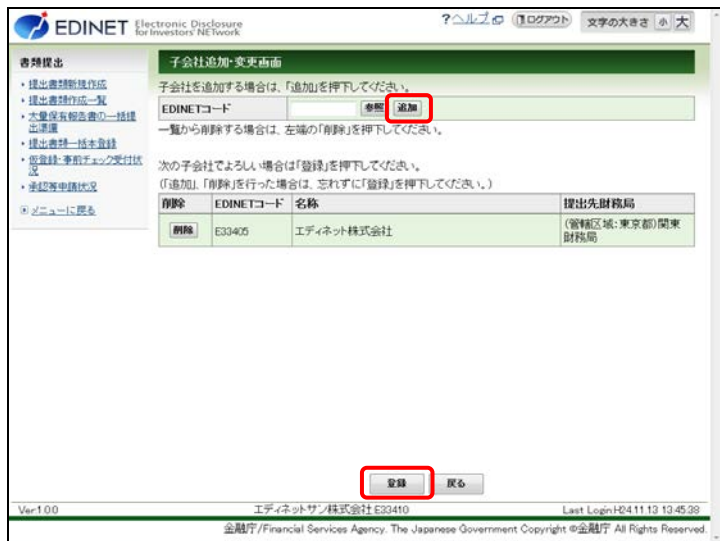 EDINET Electronic Disclosure for Investors' NETwork
?ヘルプ ログアウト 文字の大きさ 小 大
書類提出
・提出書類新規作成
・提出書類作成一覧
・大量保有報告書の一括提
出準備
・提出書類一括本登録
・仮登録・事前チェック受付状
況
・承認等申請状況
メニューに戻る
子会社追加・変更画面
子会社を追加する場合は、「追加」を押下してください。
EDINETコード 参照 追加
一覧から削除する場合は、左端の「削除」を押下してください。
次の子会社でよろしい場合は「登録」を押下してください。
(「追加」、「削除」を行った場合は、忘れずに「登録」を押下してください。)
削除 EDINETコード 名称 提出先財務局
削除 E33405 エディネット株式会社 (管轄区域:東京都)関東
財務局
登録 戻る
Ver.1.00 エディネットサン株式会社 E33410 Last Login:H24.11.13 13:45:38
金融庁/Financial Services Agency. The Japanese Government Copyright ©金融庁 All Rights Reserved.